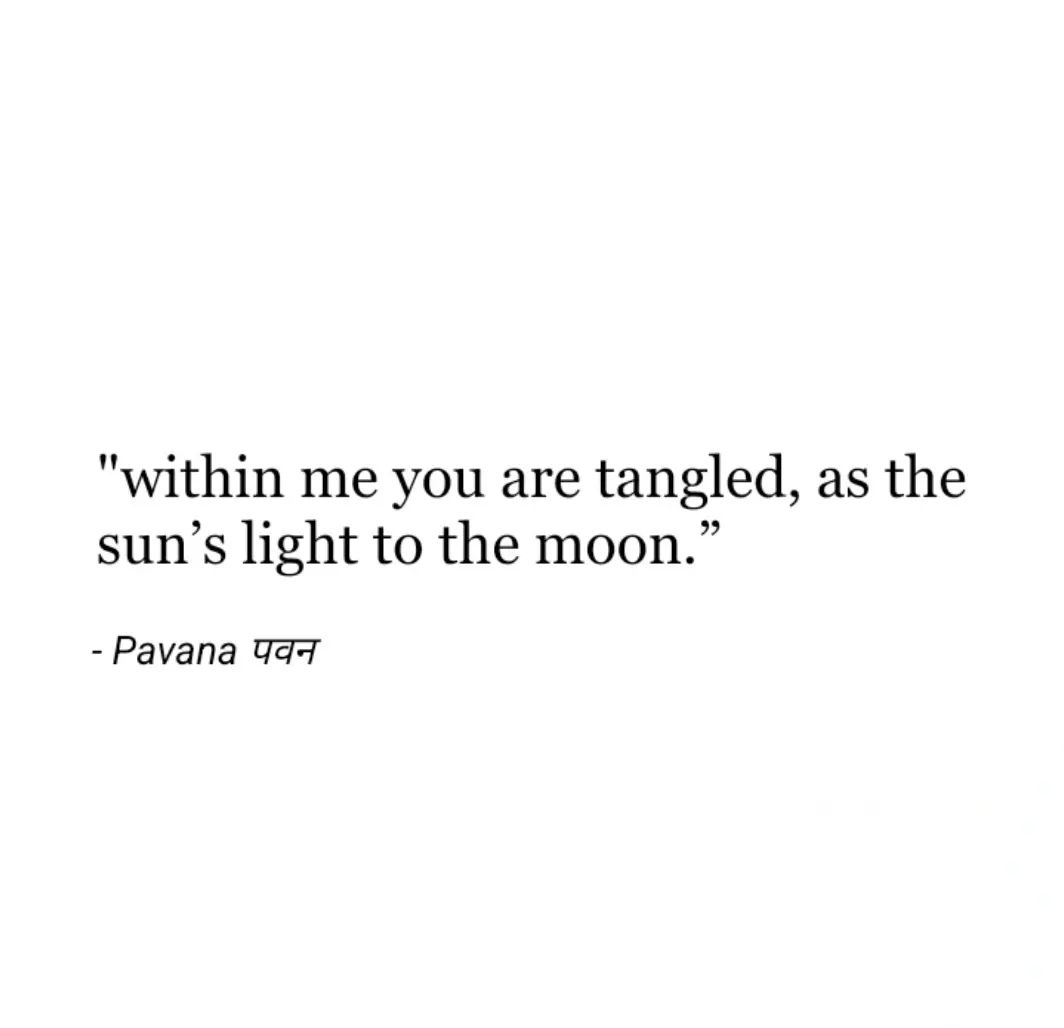 "within me you are tangled, as the
sun’s light to the moon.”
- Pavana पवन